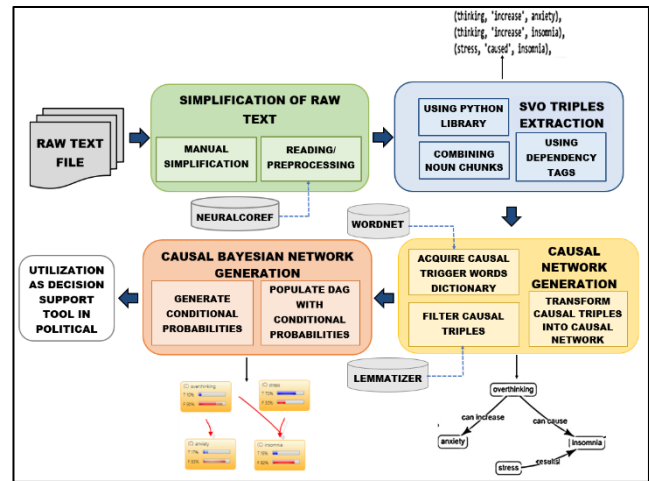 (thinking, 'increase', anxiety),
(thinking, 'increase', insomnia),
(stress, 'caused', insomnia),
RAW TEXT
FILE
SIMPLIFICATION OF RAW
TEXT
MANUAL
SIMPLIFICATION
READING/
PREPROCESSING
NEURALCOREF
USING PYTHON
LIBRARY
COMBINING
NOUN CHUNKS
SVO TRIPLES
EXTRACTION
USING
DEPENDENCY
TAGS
WORDNET
CAUSAL
NETWORK
GENERATION
ACQUIRE CAUSAL
TRIGGER WORDS
DICTIONARY
FILTER CAUSAL
TRIPLES
TRANSFORM
CAUSAL TRIPLES
INTO CAUSAL
NETWORK
LEMMATIZER
CAUSAL BAYESIAN NETWORK
GENERATION
GENERATE
CONDITIONAL
PROBABILITIES
POPULATE DAG
WITH
CONDITIONAL
PROBABILITIES
UTILIZATION
AS DECISION
SUPPORT
TOOL IN
POLITICAL
overthinking
stress
anxiety
insomnia
overthinking
can increase
can cause
anxiety
insomnia
stress